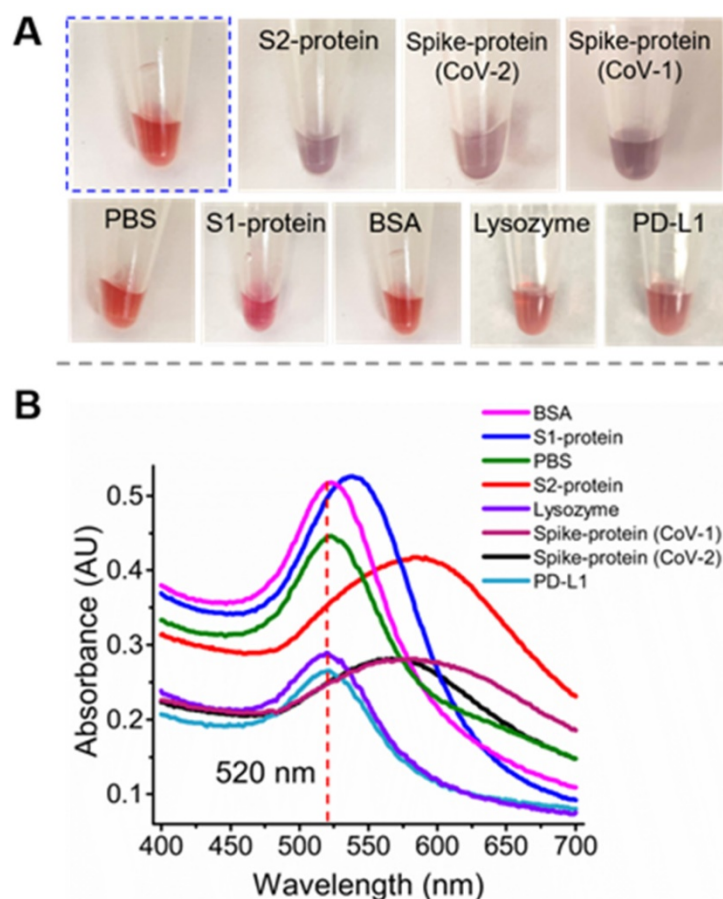 A
S2-protein
Spike-protein
(CoV-2)
Spike-protein
(CoV-1)
PBS
S1-protein
BSA
Lysozyme
PD-L1
B
BSA
S1-protein
PBS
S2-protein
Lysozyme
Spike-protein (CoV-1)
Spike-protein (CoV-2)
PD-L1
Absorbance (AU)
0.5
0.4
0.3
0.2
0.1
520 nm
400
450
500
550
600
650
700
Wavelength (nm)